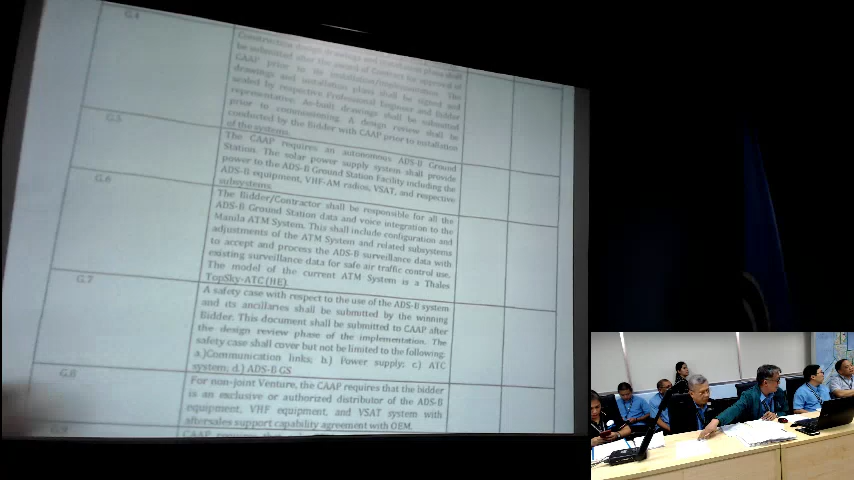 G.4
Construction design drawings and installation plans shall
be submitted after the award of Contract for approval of
CAAP prior to its installation/implementation. The
drawings and installation plans shall be signed and
sealed by respective Professional Engineer and Bidder
representative. As-built drawings shall be submitted
prior to commissioning. A design review shall be
conducted by the Bidder with CAAP prior to installation
of the systems.
G.5
The CAAP requires an autonomous ADS-B Ground
Station. The solar power supply system shall provide
power to the ADS-B Ground Station Facility including the
ADS-B equipment, VHF-AM radios, VSAT, and respective
subsystems.
G.6
The Bidder/Contractor shall be responsible for all the
ADS-B Ground Station data and voice integration to the
Manila ATM System. This shall include configuration and
adjustments of the ATM System and related subsystems
to accept and process the ADS-B surveillance data with
existing surveillance data for safe air traffic control use.
The model of the current ATM System is a Thales
TopSky-ATC (HE).
G.7
A safety case with respect to the use of the ADS-B system
and its ancillaries shall be submitted by the winning
Bidder. This document shall be submitted to CAAP after
the design review phase of the implementation. The
safety case shall cover but not be limited to the following:
a.)Communication links; b.) Power supply; c.) ATC
system; d.) ADS-B GS
G.8
For non-joint Venture, the CAAP requires that the bidder
is an exclusive or authorized distributor of the ADS-B
equipment, VHF equipment, and VSAT system with
aftersales support capability agreement with OEM.
G.9
CAAP requires that